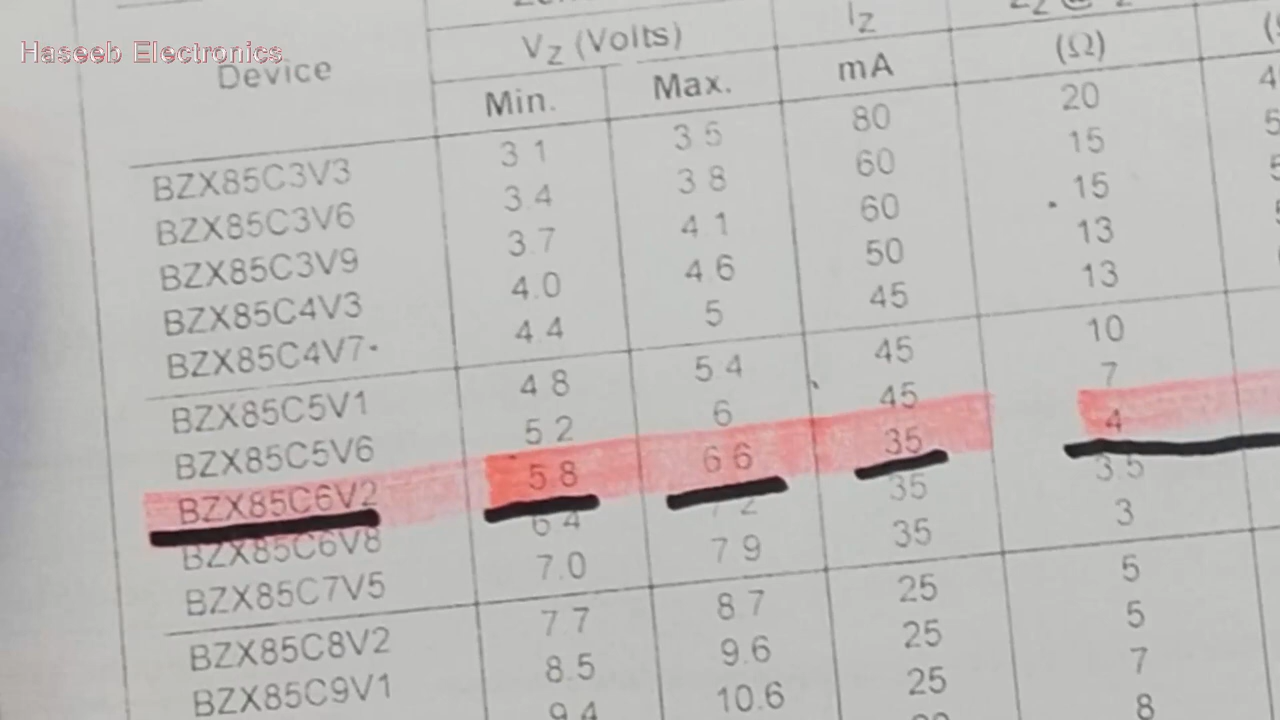 Haseeb Electronics
Device
Vz (Volts)
Iz
(Ω)
Min. Max. mA
BZX85C3V3 3 1 3 5 80 20
BZX85C3V6 3.4 3 8 60 15
BZX85C3V9 3.7 4.1 60 15
BZX85C4V3 4.0 4.6 50 13
BZX85C4V7 4.4 5 45 13
BZX85C5V1 4 8 5 4 45 10
BZX85C5V6 5 2 6 45 7
BZX85C6V2 5 8 6 6 35 4
BZX85C6V8 6 4 7 2 35 3.5
BZX85C7V5 7.0 7 9 35 3
BZX85C8V2 7 7 8 7 25 5
BZX85C9V1 8.5 9.6 25 5
9.4 10.6 25 7
8